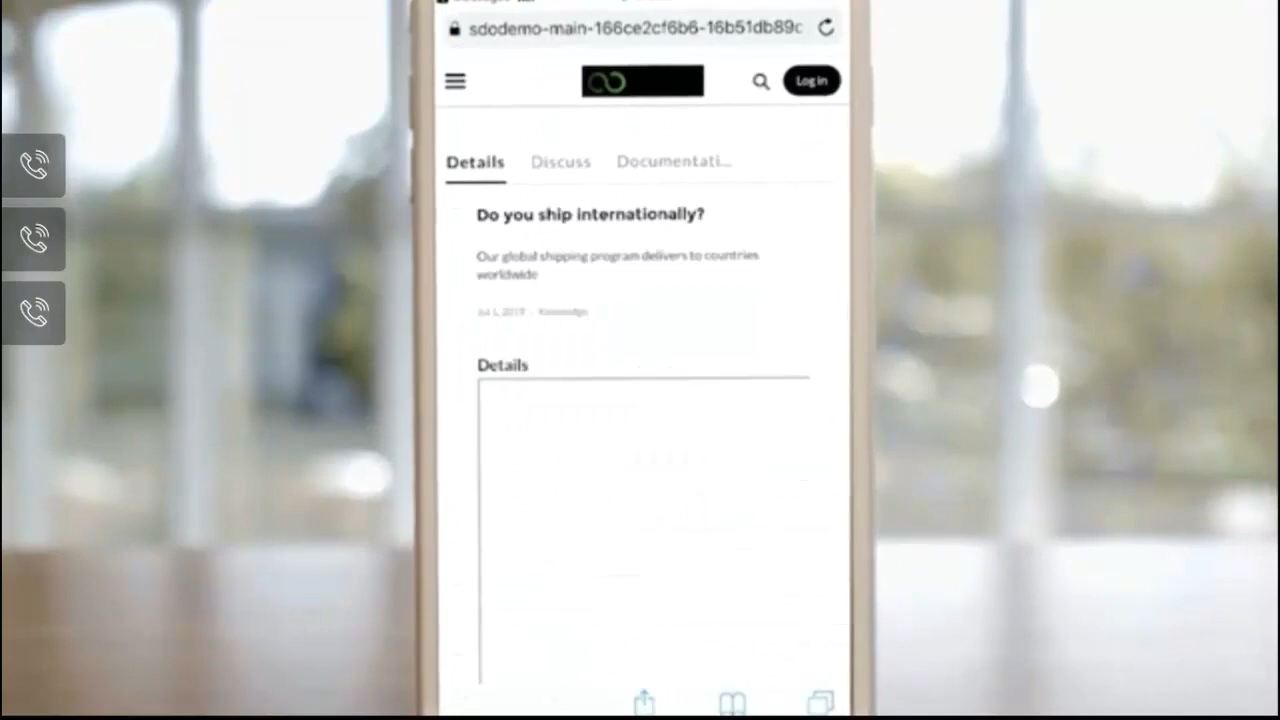 sdodemo-main-166ce2cf6b6-16b51db89c
Log in
Details
Discuss
Documentati...
Do you ship internationally?
Our global shipping program delivers to countries
worldwide
Jul 1, 2019 · Knowledge
Details